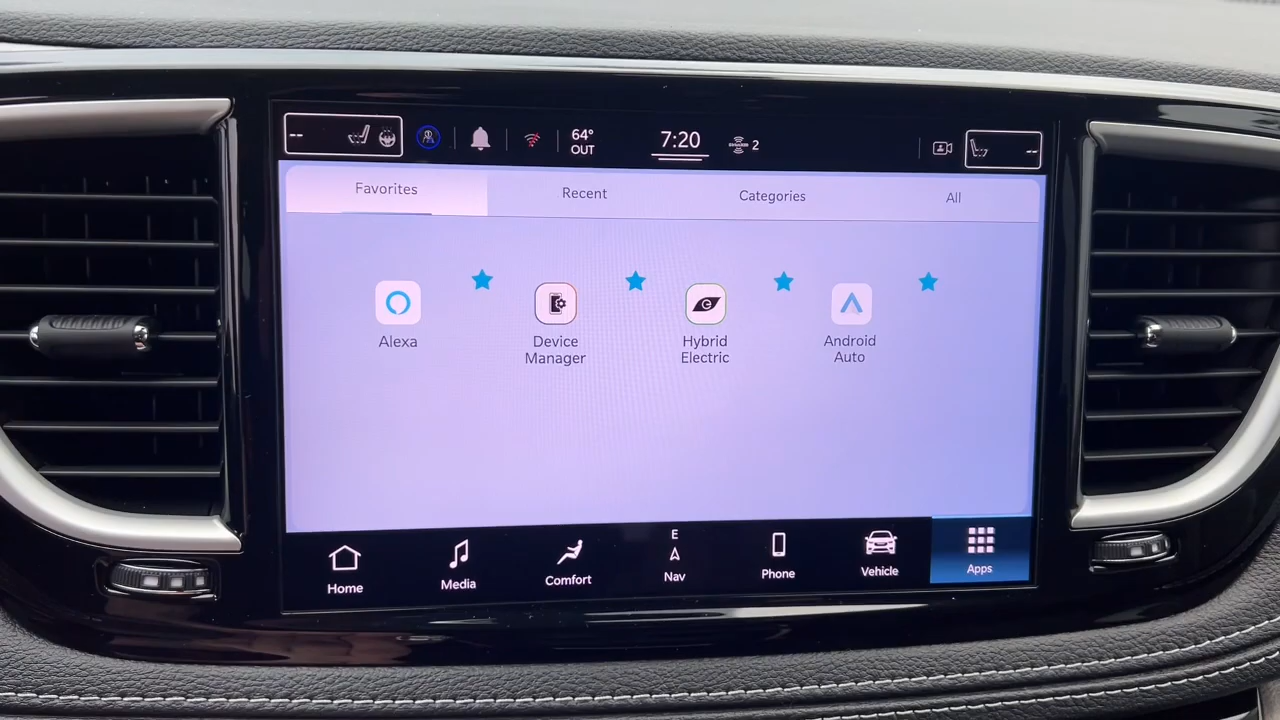 --
64°
OUT
7:20
2
--
Favorites
Recent
Categories
All
Alexa
Device
Manager
Hybrid
Electric
Android
Auto
Home
Media
Comfort
E
Nav
Phone
Vehicle
Apps